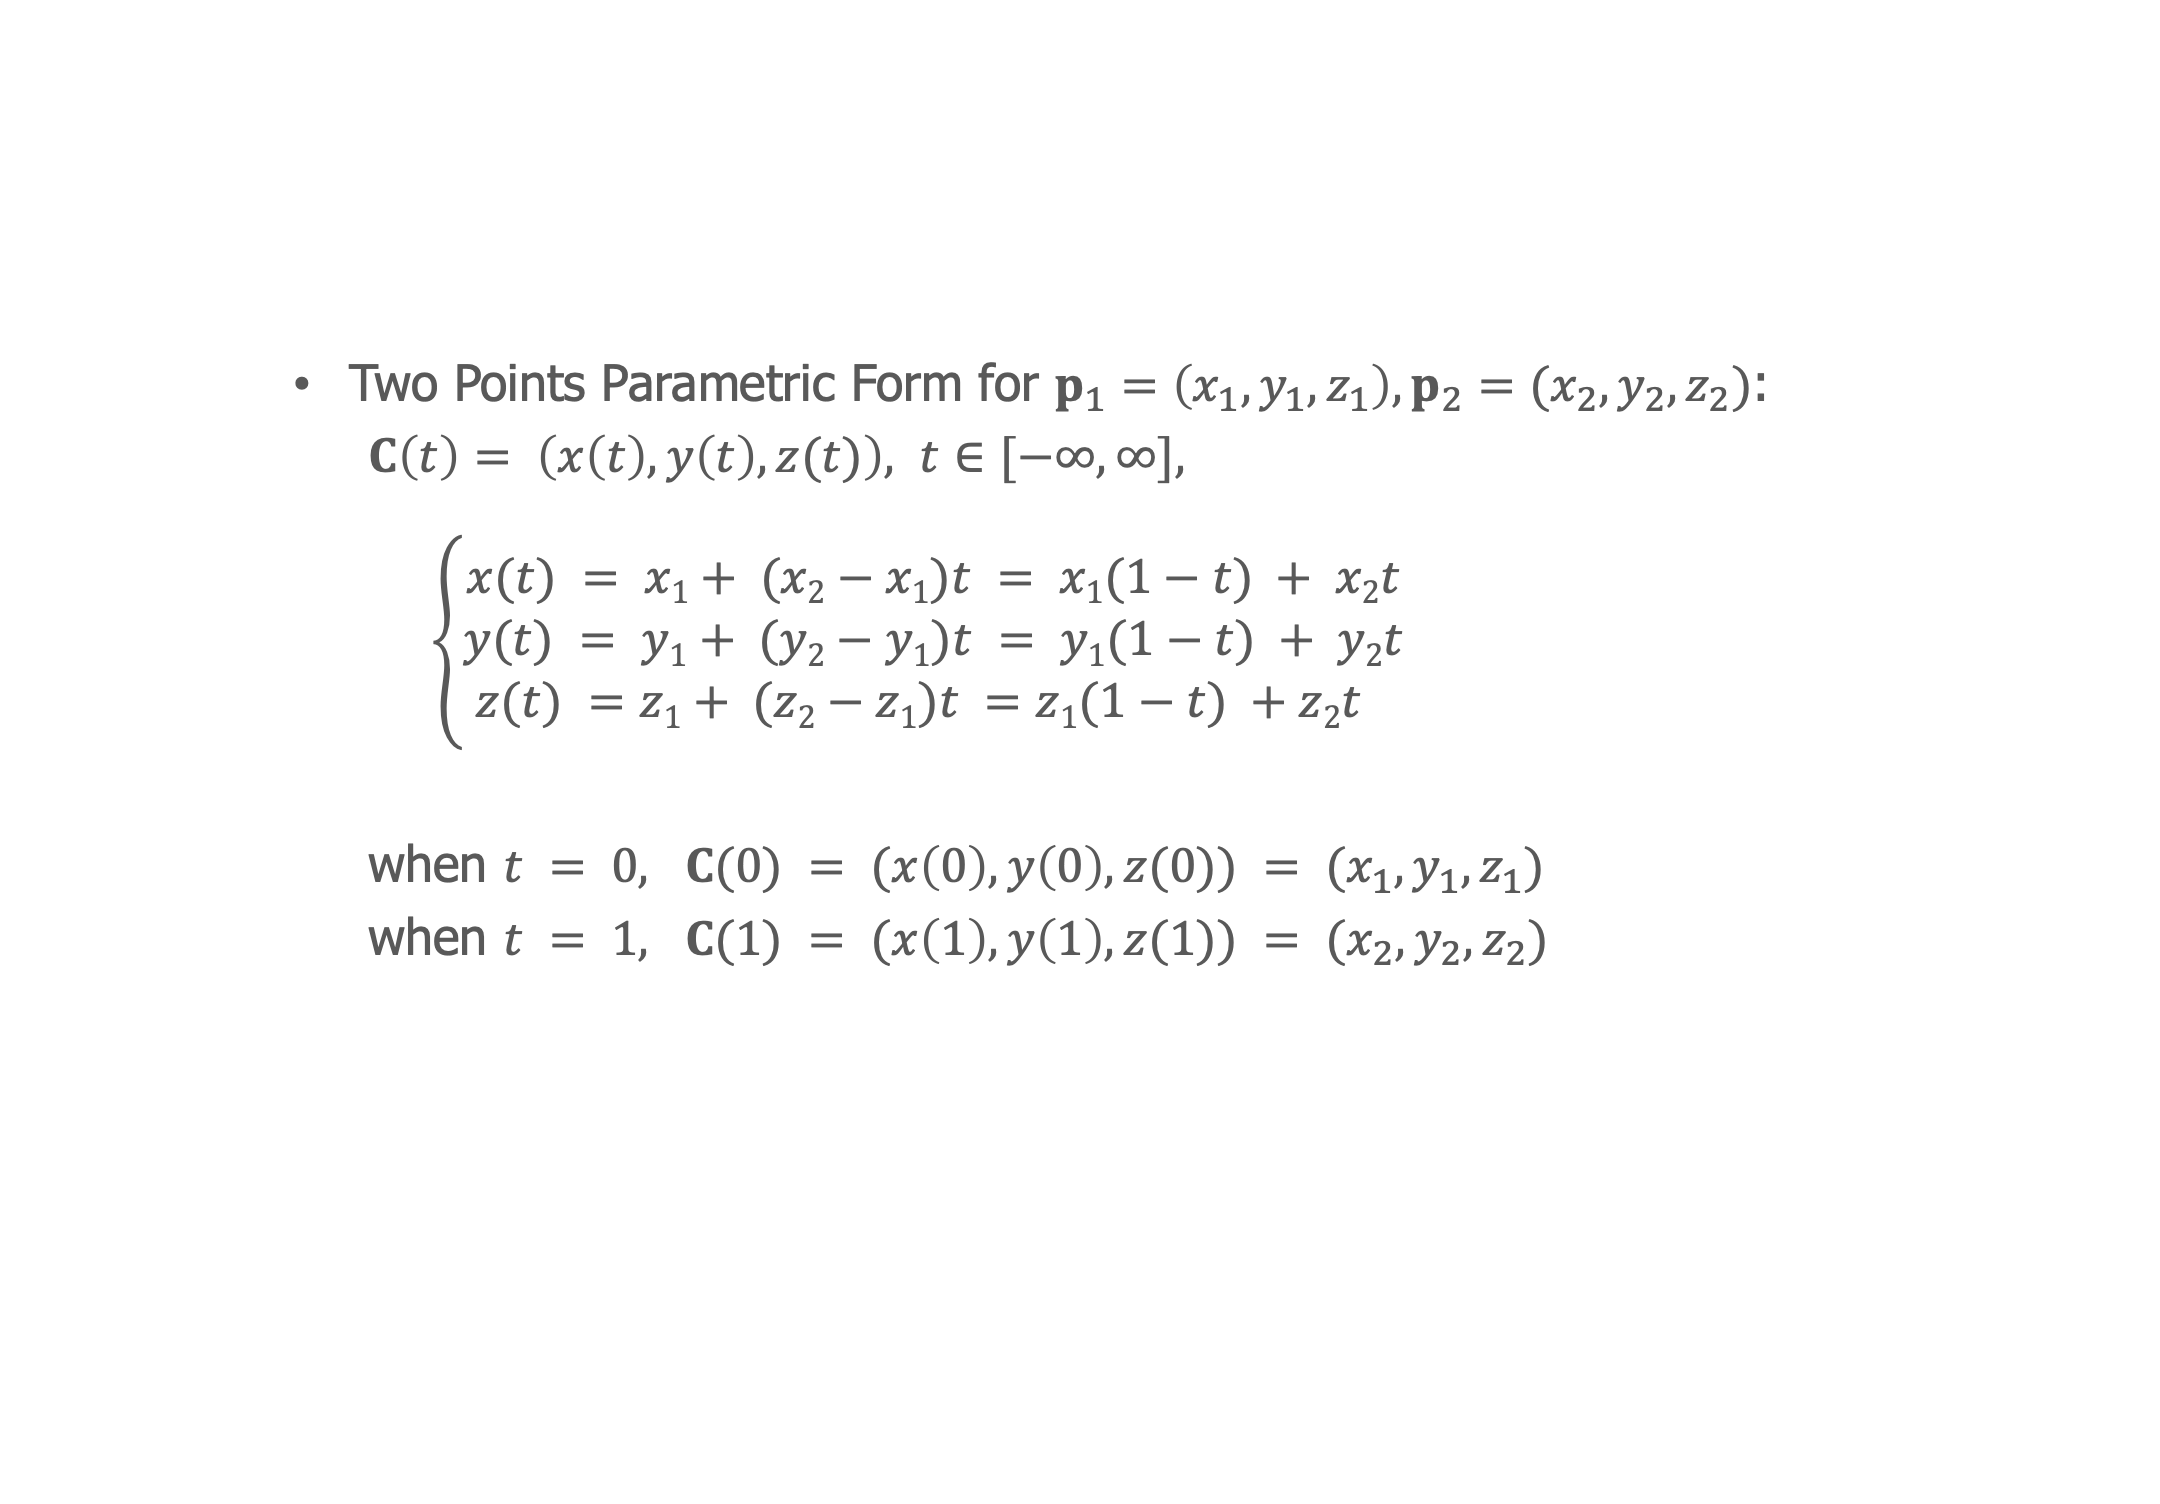 • Two Points Parametric Form for 𝐩₁ = (x₁, y₁, z₁), 𝐩₂ = (x₂, y₂, z₂):
𝐂(t) = (x(t), y(t), z(t)), t ∈ [−∞, ∞],
x(t) = x₁ + (x₂ − x₁)t = x₁(1 − t) + x₂t
y(t) = y₁ + (y₂ − y₁)t = y₁(1 − t) + y₂t
z(t) = z₁ + (z₂ − z₁)t = z₁(1 − t) + z₂t
when t = 0, 𝐂(0) = (x(0), y(0), z(0)) = (x₁, y₁, z₁)
when t = 1, 𝐂(1) = (x(1), y(1), z(1)) = (x₂, y₂, z₂)